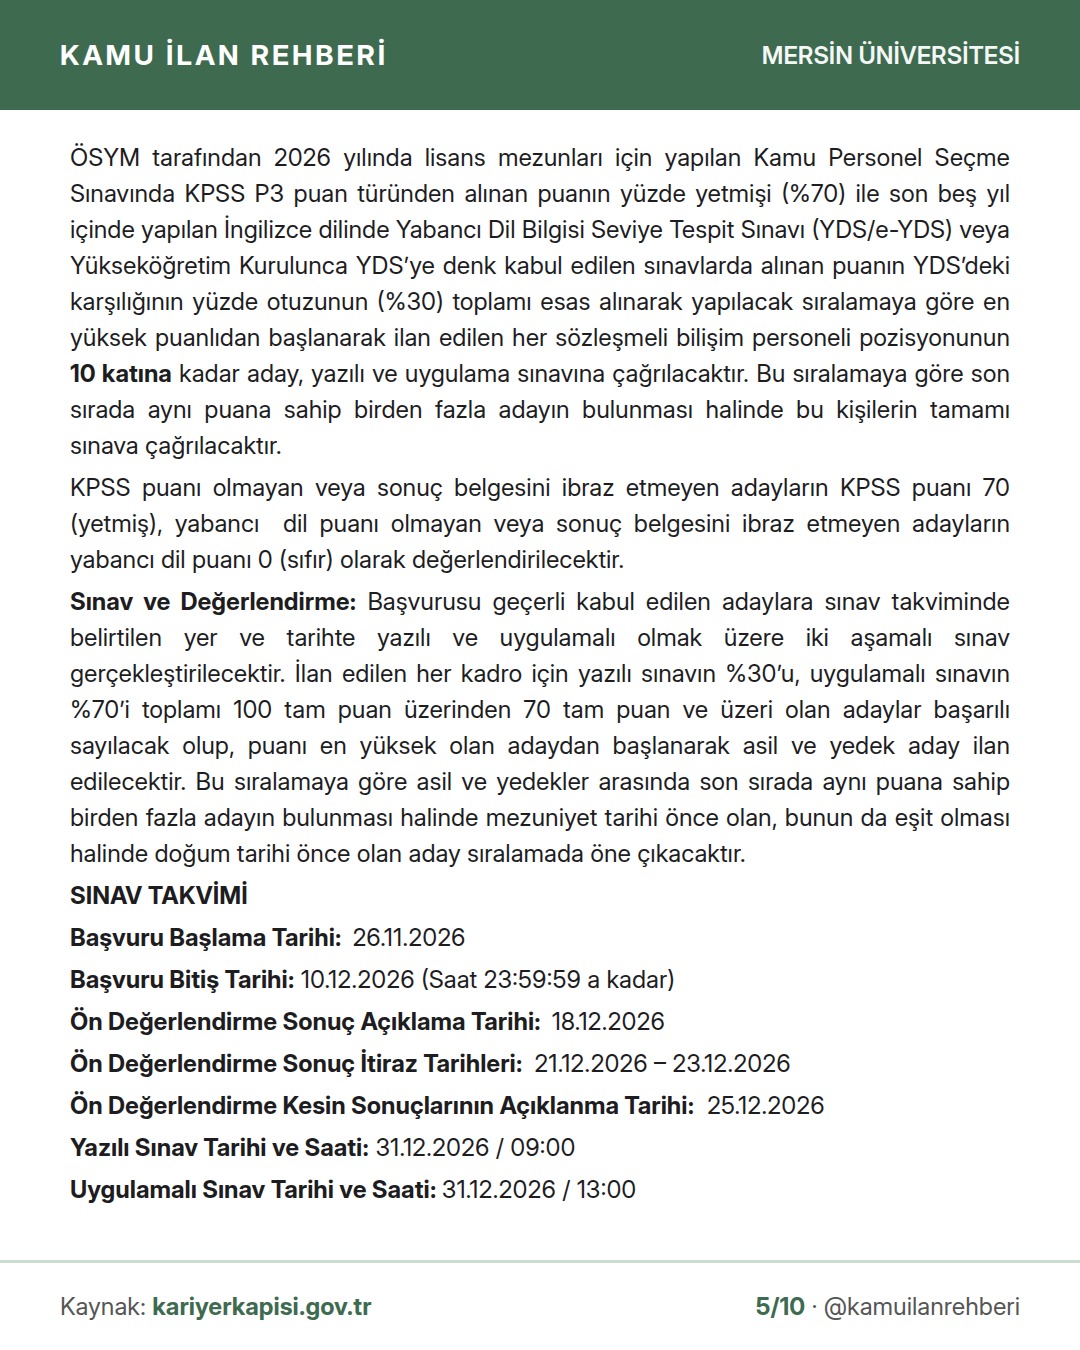 KAMU İLAN REHBERİ
MERSİN ÜNİVERSİTESİ
ÖSYM tarafından 2026 yılında lisans mezunları için yapılan Kamu Personel Seçme
Sınavında KPSS P3 puan türünden alınan puanın yüzde yetmişi (%70) ile son beş yıl
içinde yapılan İngilizce dilinde Yabancı Dil Bilgisi Seviye Tespit Sınavı (YDS/e-YDS) veya
Yükseköğretim Kurulunca YDS’ye denk kabul edilen sınavlarda alınan puanın YDS’deki
karşılığının yüzde otuzunun (%30) toplamı esas alınarak yapılacak sıralamaya göre en
yüksek puanlıdan başlanarak ilan edilen her sözleşmeli bilişim personeli pozisyonunun
10 katına kadar aday, yazılı ve uygulama sınavına çağrılacaktır. Bu sıralamaya göre son
sırada aynı puana sahip birden fazla adayın bulunması halinde bu kişilerin tamamı
sınava çağrılacaktır.
KPSS puanı olmayan veya sonuç belgesini ibraz etmeyen adayların KPSS puanı 70
(yetmiş), yabancı dil puanı olmayan veya sonuç belgesini ibraz etmeyen adayların
yabancı dil puanı 0 (sıfır) olarak değerlendirilecektir.
Sınav ve Değerlendirme: Başvurusu geçerli kabul edilen adaylara sınav takviminde
belirtilen yer ve tarihte yazılı ve uygulamalı olmak üzere iki aşamalı sınav
gerçekleştirilecektir. İlan edilen her kadro için yazılı sınavın %30’u, uygulamalı sınavın
%70’i toplamı 100 tam puan üzerinden 70 tam puan ve üzeri olan adaylar başarılı
sayılacak olup, puanı en yüksek olan adaydan başlanarak asil ve yedek aday ilan
edilecektir. Bu sıralamaya göre asil ve yedekler arasında son sırada aynı puana sahip
birden fazla adayın bulunması halinde mezuniyet tarihi önce olan, bunun da eşit olması
halinde doğum tarihi önce olan aday sıralamada öne çıkacaktır.
SINAV TAKVİMİ
Başvuru Başlama Tarihi: 26.11.2026
Başvuru Bitiş Tarihi: 10.12.2026 (Saat 23:59:59 a kadar)
Ön Değerlendirme Sonuç Açıklama Tarihi: 18.12.2026
Ön Değerlendirme Sonuç İtiraz Tarihleri: 21.12.2026 – 23.12.2026
Ön Değerlendirme Kesin Sonuçlarının Açıklanma Tarihi: 25.12.2026
Yazılı Sınav Tarihi ve Saati: 31.12.2026 / 09:00
Uygulamalı Sınav Tarihi ve Saati: 31.12.2026 / 13:00
Kaynak: kariyerkapisi.gov.tr
5/10 · @kamuilanrehberi